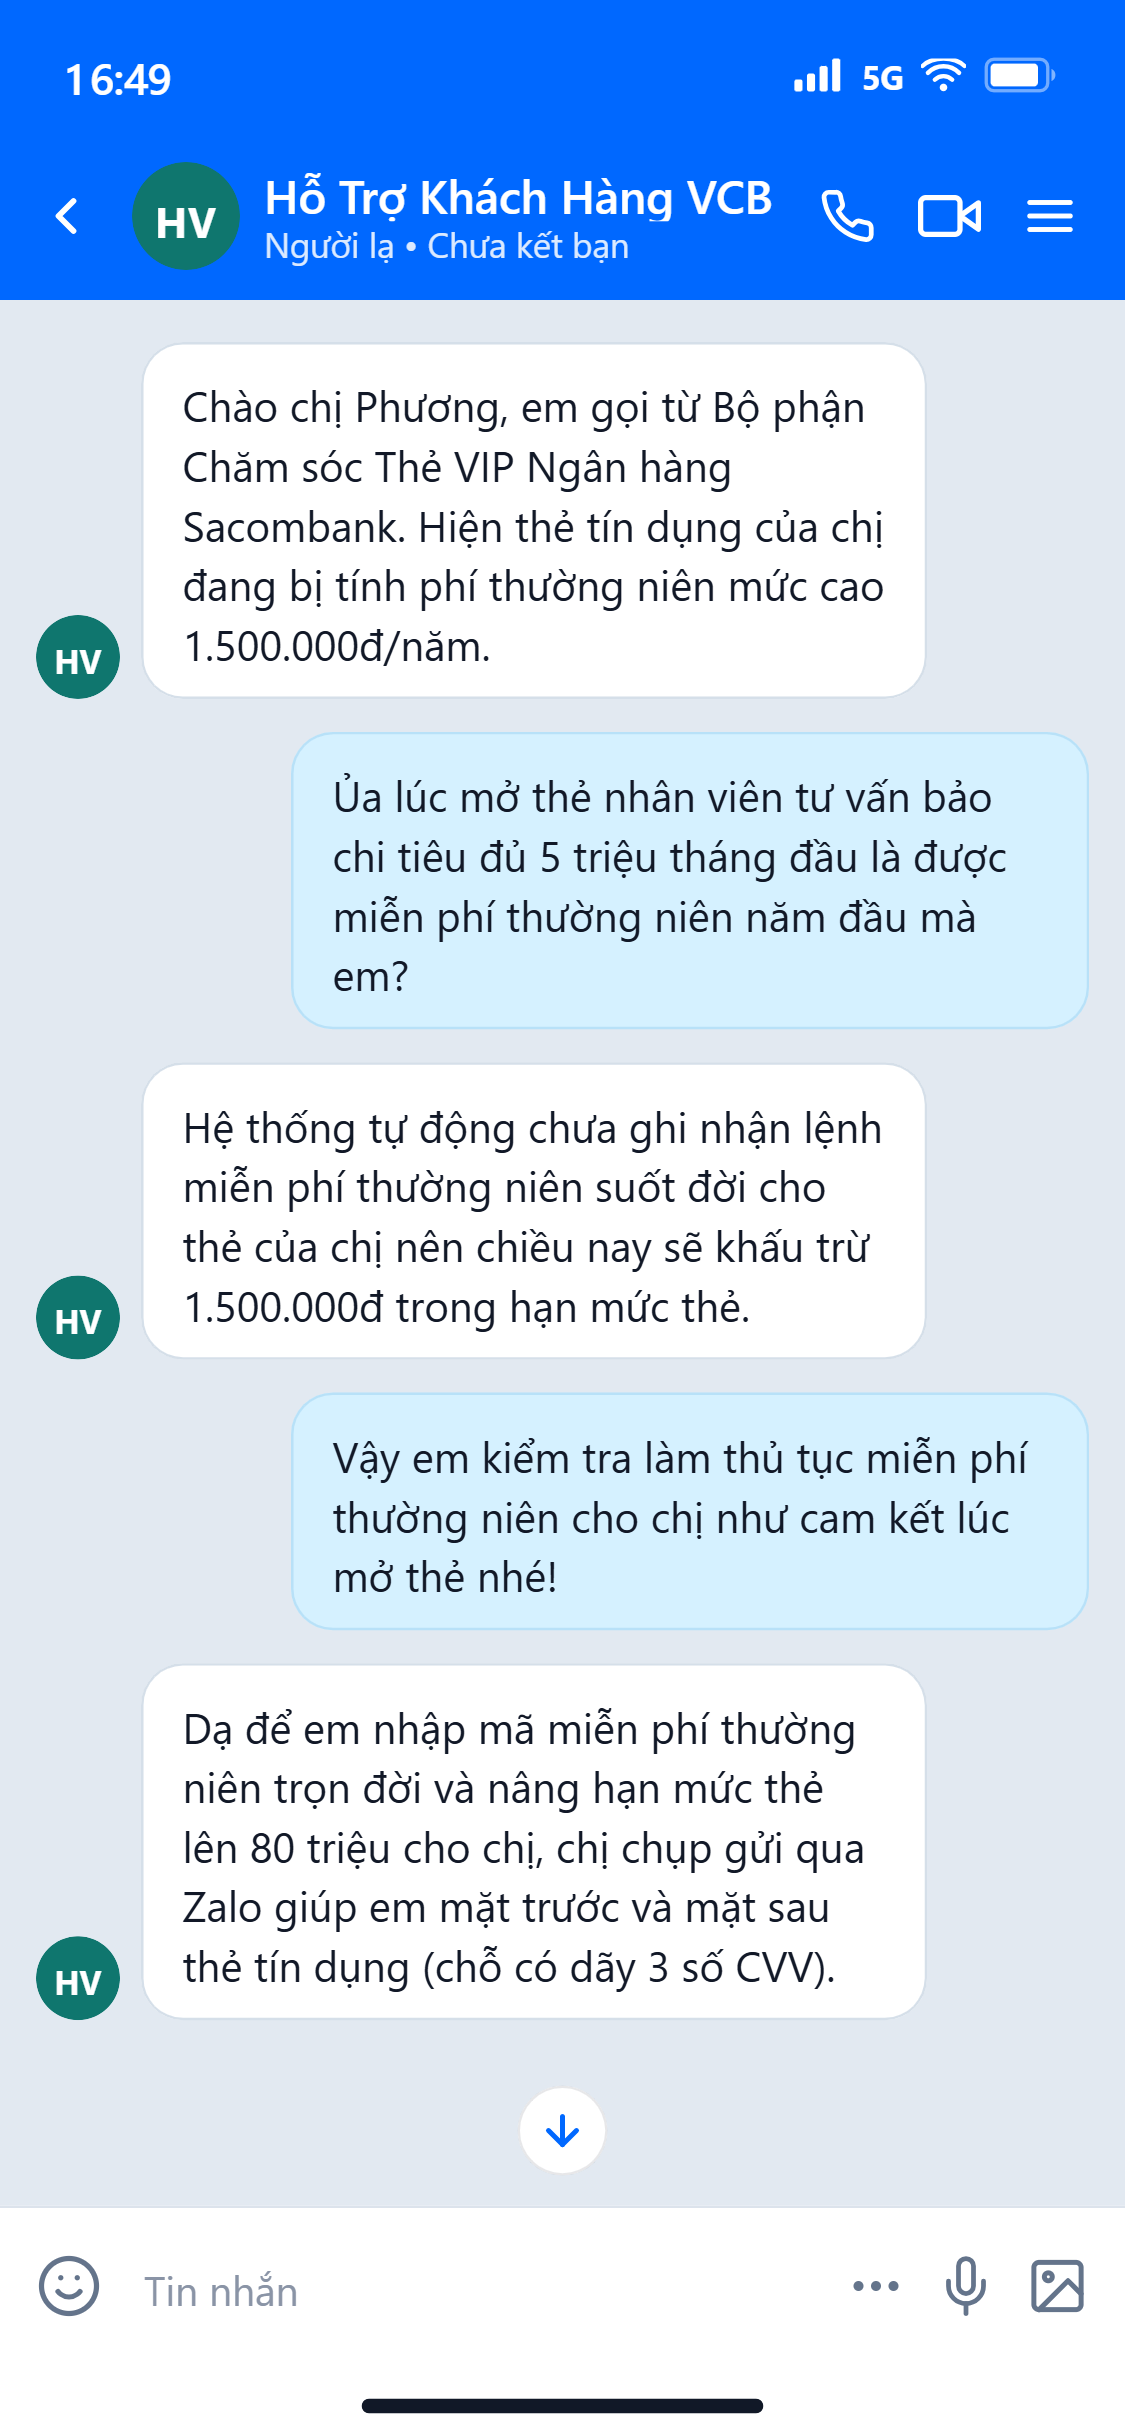 16:49
5G
HV
Hỗ Trợ Khách Hàng VCB
Người lạ • Chưa kết bạn
Chào chị Phương, em gọi từ Bộ phận
Chăm sóc Thẻ VIP Ngân hàng
Sacombank. Hiện thẻ tín dụng của chị
đang bị tính phí thường niên mức cao
1.500.000đ/năm.
HV
Ủa lúc mở thẻ nhân viên tư vấn bảo
chi tiêu đủ 5 triệu tháng đầu là được
miễn phí thường niên năm đầu mà
em?
Hệ thống tự động chưa ghi nhận lệnh
miễn phí thường niên suốt đời cho
thẻ của chị nên chiều nay sẽ khấu trừ
1.500.000đ trong hạn mức thẻ.
HV
Vậy em kiểm tra làm thủ tục miễn phí
thường niên cho chị như cam kết lúc
mở thẻ nhé!
Dạ để em nhập mã miễn phí thường
niên trọn đời và nâng hạn mức thẻ
lên 80 triệu cho chị, chị chụp gửi qua
Zalo giúp em mặt trước và mặt sau
thẻ tín dụng (chỗ có dãy 3 số CVV).
HV
Tin nhắn